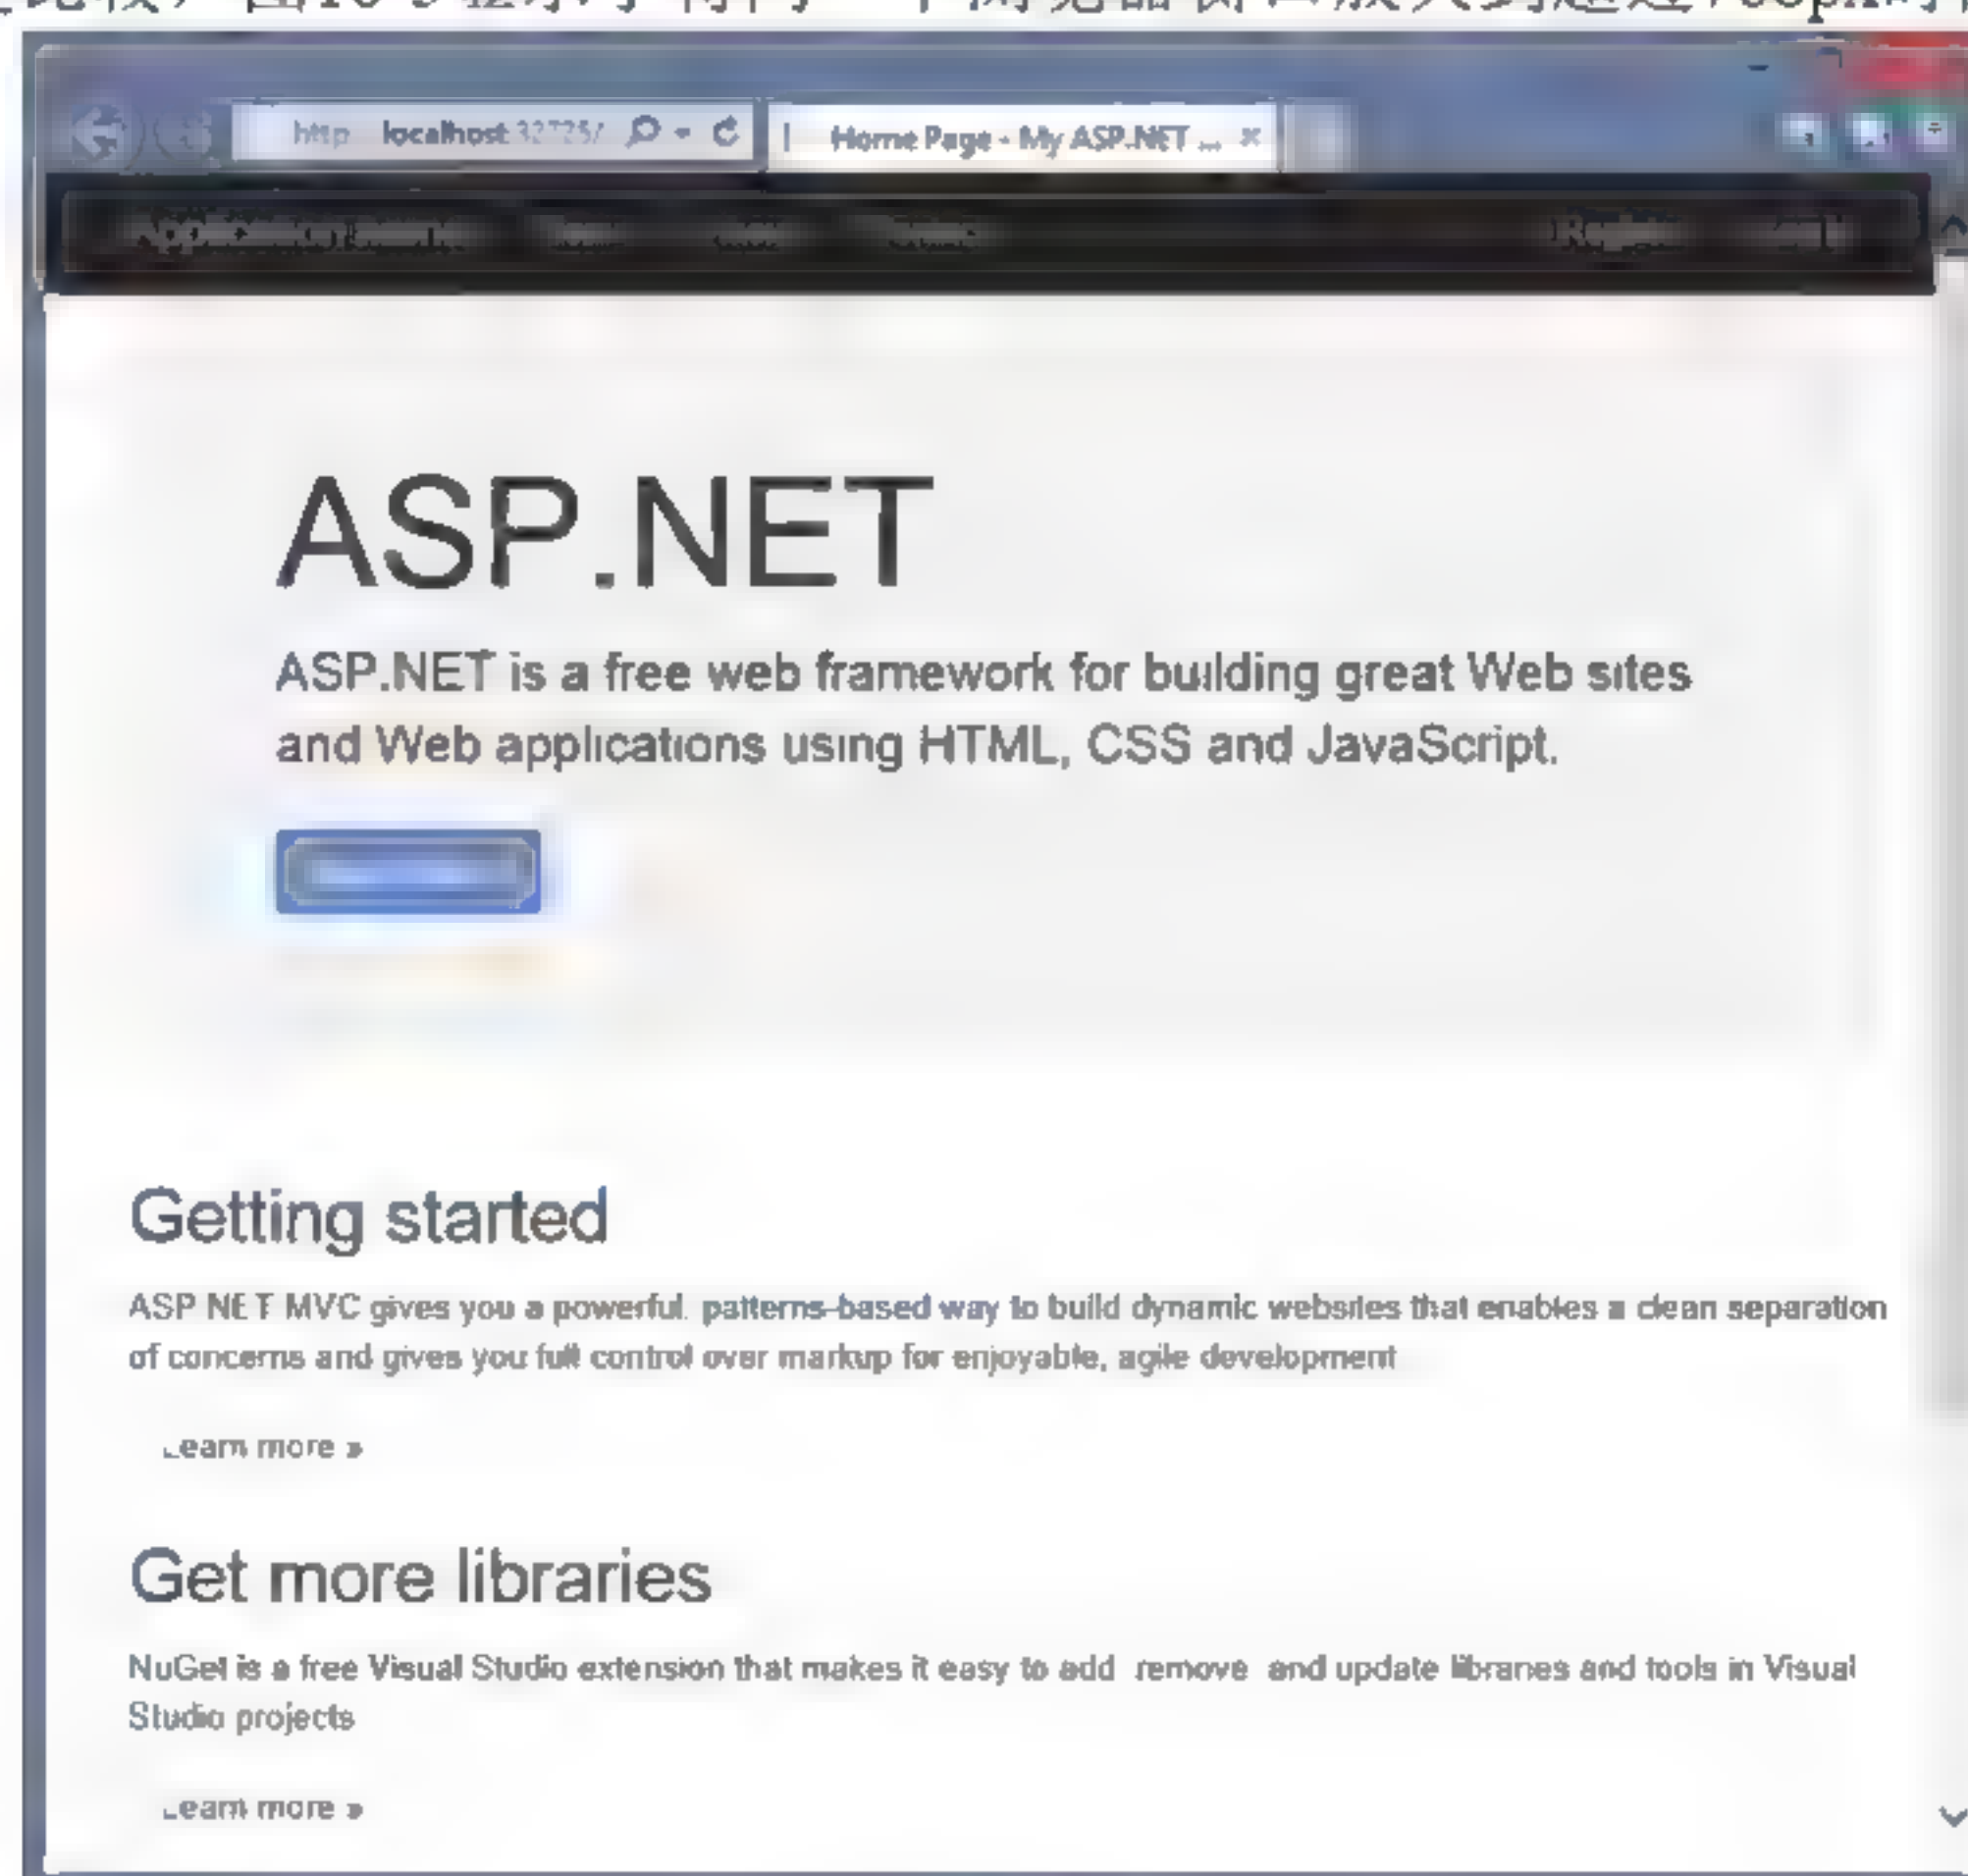 http localhost:32725/
Home Page - My ASP.NET ... ×
ASP.NET
ASP.NET is a free web framework for building great Web sites
and Web applications using HTML, CSS and JavaScript.
Getting started
ASP NET MVC gives you a powerful patterns-based way to build dynamic websites that enables a clean separation
of concerns and gives you full control over markup for enjoyable, agile development
Learn more »
Get more libraries
NuGet is a free Visual Studio extension that makes it easy to add remove and update libraries and tools in Visual
Studio projects
Learn more »